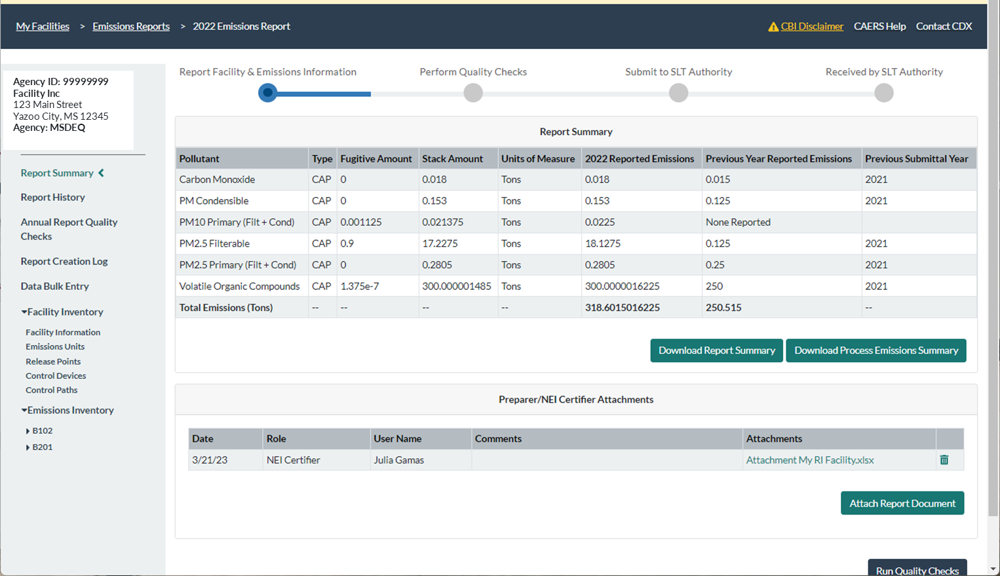 My Facilities > Emissions Reports > 2022 Emissions Report
CBI Disclaimer CAERS Help Contact CDX
Agency ID: 99999999
Facility Inc
123 Main Street
Yazoo City, MS 12345
Agency: MSDEQ
Report Summary
Report History
Annual Report Quality
Checks
Report Creation Log
Data Bulk Entry
Facility Inventory
Facility Information
Emissions Units
Release Points
Control Devices
Control Paths
Emissions Inventory
B102
B201
Report Facility & Emissions Information Perform Quality Checks Submit to SLT Authority Received by SLT Authority
Report Summary
Pollutant Type Fugitive Amount Stack Amount Units of Measure 2022 Reported Emissions Previous Year Reported Emissions Previous Submittal Year
Carbon Monoxide CAP 0 0.018 Tons 0.018 0.015 2021
PM Condensible CAP 0 0.153 Tons 0.153 0.125 2021
PM10 Primary (Filt + Cond) CAP 0.001125 0.021375 Tons 0.0225 None Reported
PM2.5 Filterable CAP 0.9 17.2275 Tons 18.1275 0.125 2021
PM2.5 Primary (Filt + Cond) CAP 0 0.2805 Tons 0.2805 0.25 2021
Volatile Organic Compounds CAP 1.375e-7 300.000001485 Tons 300.0000016225 250 2021
Total Emissions (Tons) -- -- -- -- 318.6015016225 250.515 --
Download Report Summary Download Process Emissions Summary
Preparer/NEI Certifier Attachments
Date Role User Name Comments Attachments
3/21/23 NEI Certifier Julia Gamas Attachment My RI Facility.xlsx
Attach Report Document
Run Quality Checks